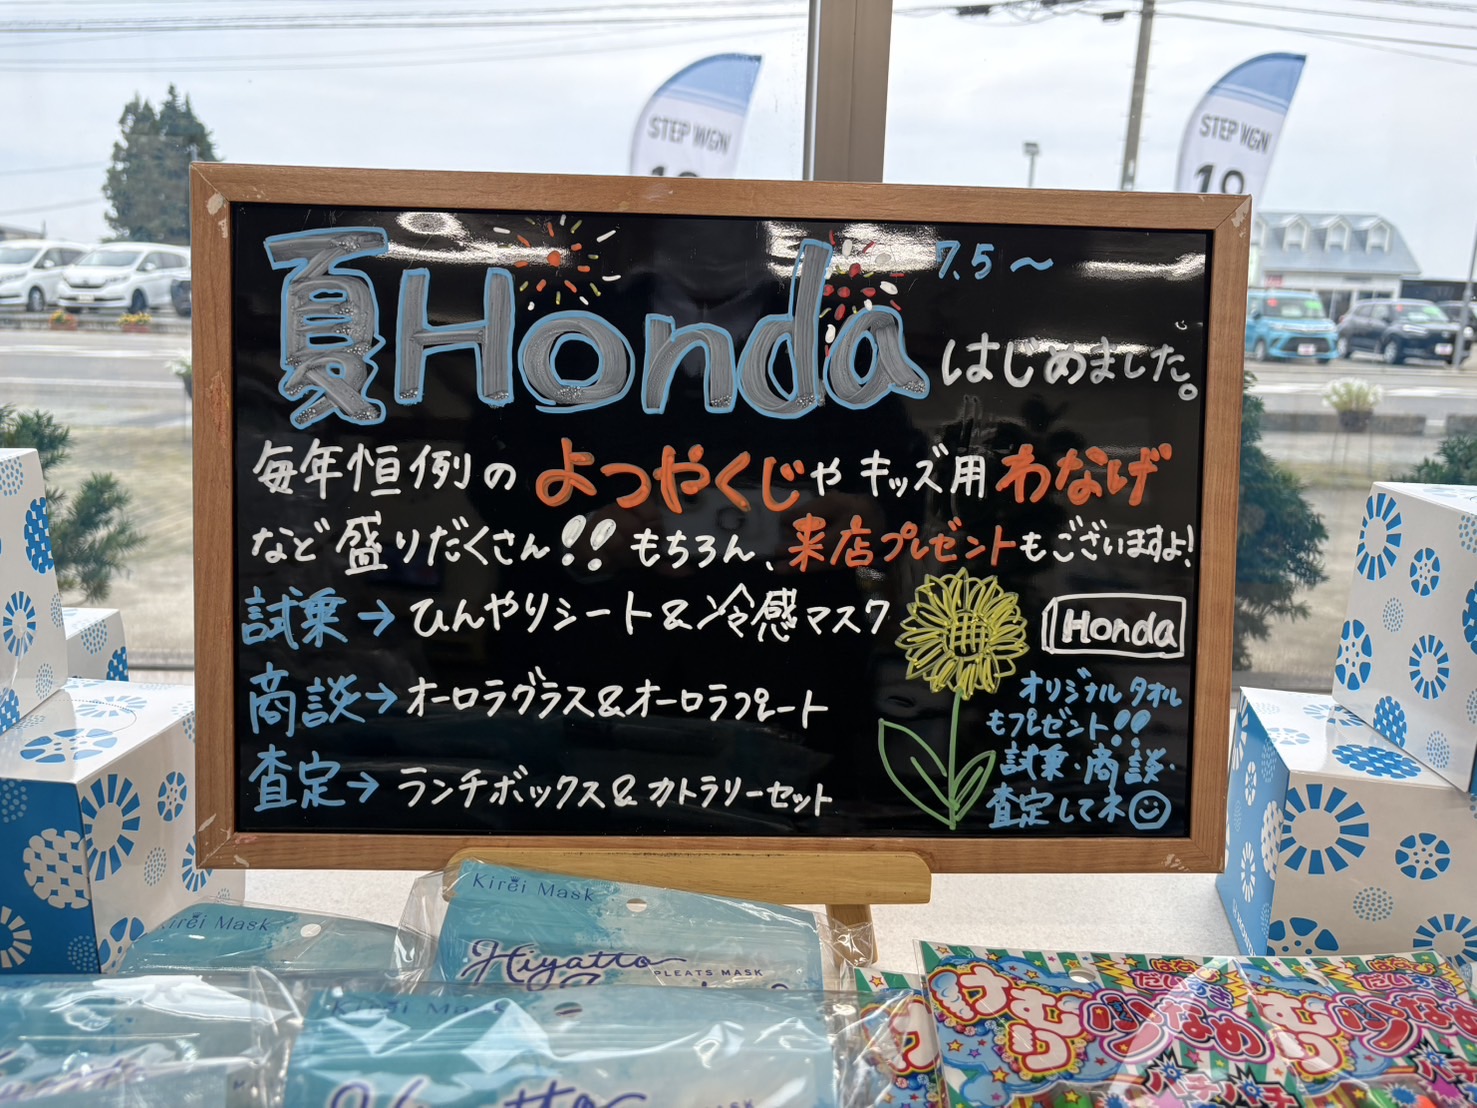 STEP WGN
STEP WGN
7.5～
夏Honda はじめました。
毎年恒例の よつやくじや キッズ用 わなげ
など盛りだくさん!! もちろん、来店プレゼントもございますよ!
試乗→ ひんやりシート&冷感マスク
商談→ オーロラグラス&オーロラプレート
査定→ ランチボックス&カトラリーセット
Honda
オリジナル タオル
もプレゼント!!
試乗・商談・
査定してネ
Kirei Mask
Hiyatto
PLEATS MASK
Kirei Mask
Kirei Mask
けむり